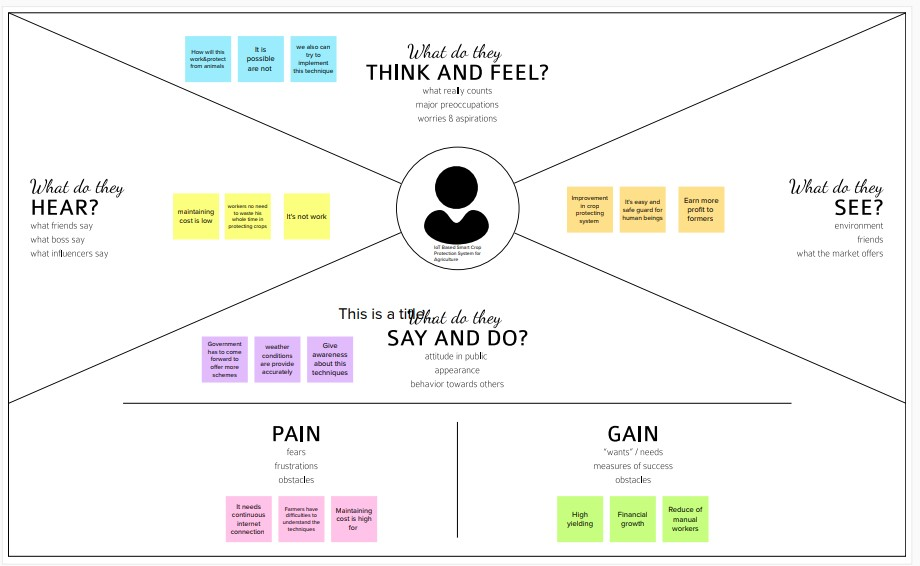 How will this
work&protect
from animals
It is
possible
are not
we also can
try to
implement
this technique
What do they
THINK AND FEEL?
what really counts
major preoccupations
worries & aspirations
What do they
HEAR?
what friends say
what boss say
what influencers say
maintaining
cost is low
workers no need
to waste his
whole time in
protecting crops
It's not work
IoT Based Smart Crop
Protection System for
Agriculture
Improvement
in crop
protecting
system
It's easy and
safe guard for
human beings
Earn more
profit to
formers
What do they
SEE?
environment
friends
what the market offers
This is a title.
What do they
SAY AND DO?
attitude in public
appearance
behavior towards others
Government
has to come
forward to
offer more
schemes
weather
conditions
are provide
accurately
Give
awareness
about this
techniques
PAIN
fears
frustrations
obstacles
It needs
continuous
internet
connection
Farmers have
difficulties to
understand the
techniques
Maintaining
cost is high
for
GAIN
"wants" / needs
measures of success
obstacles
High
yielding
Financial
growth
Reduce of
manual
workers